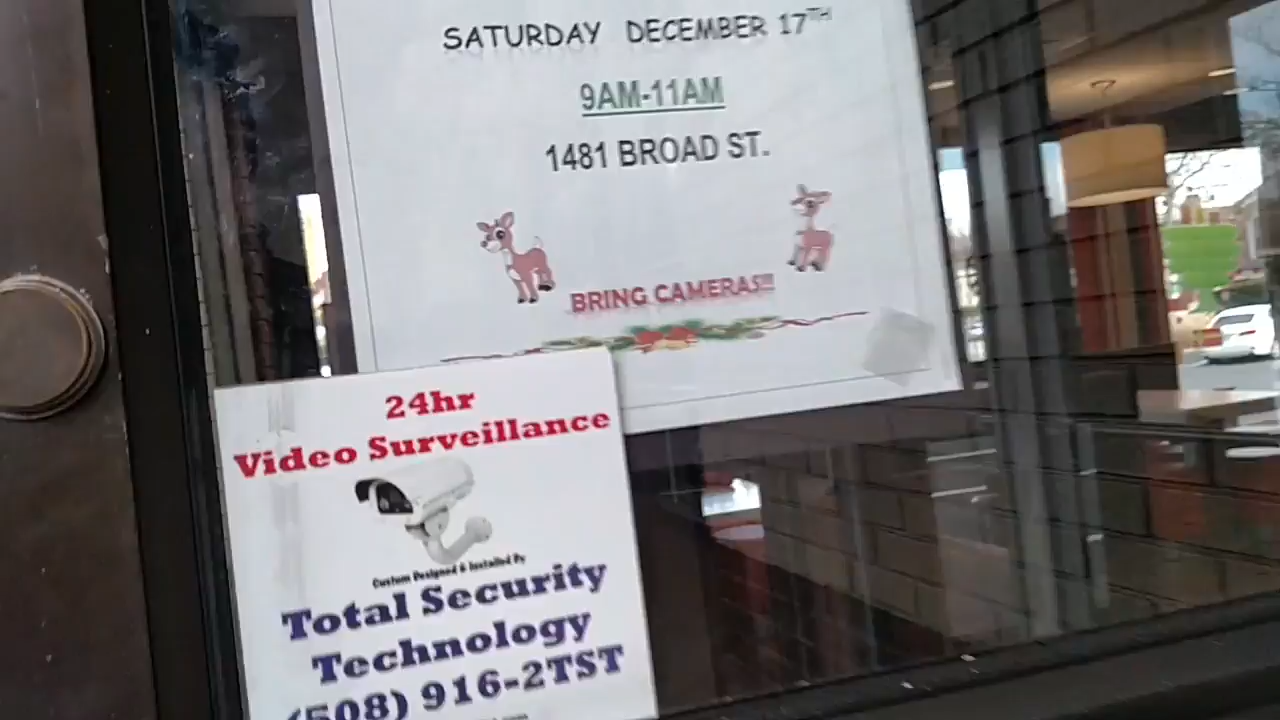 SATURDAY DECEMBER 17TH
9AM-11AM
1481 BROAD ST.
BRING CAMERAS!!!
24hr
Video Surveillance
Custom Designed & Installed By
Total Security
Technology
(508) 916-2TST